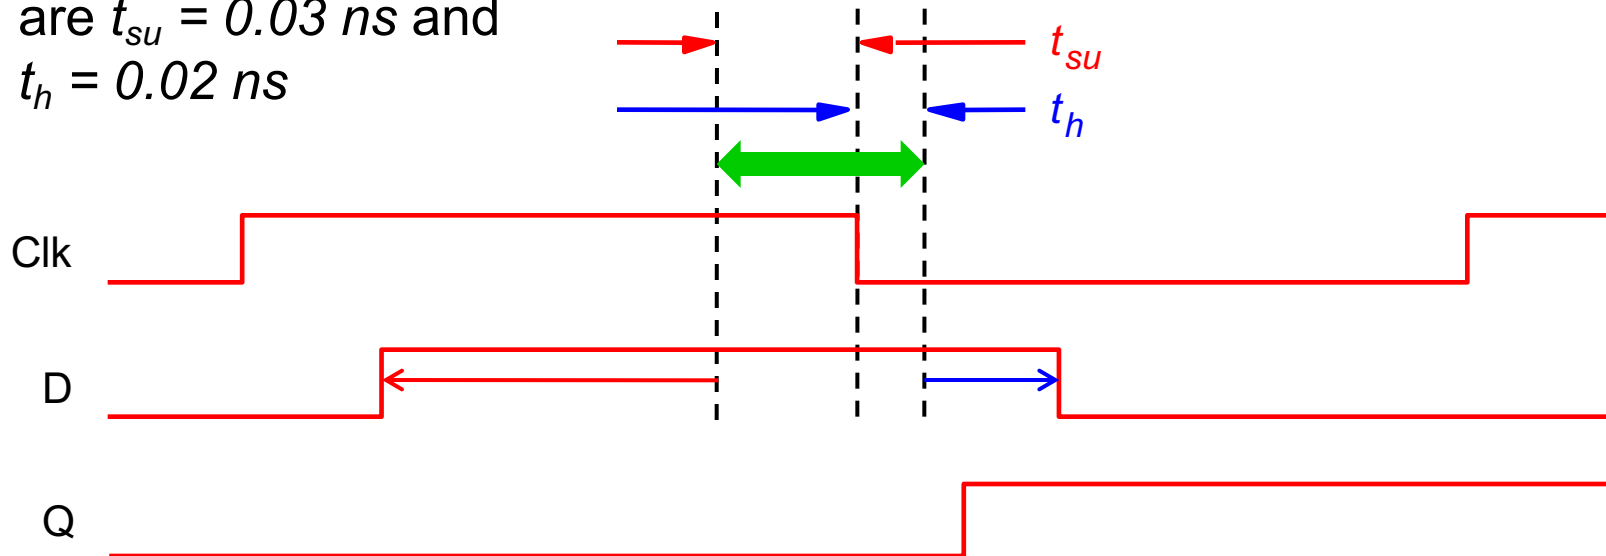 are tsu = 0.03 ns and
th = 0.02 ns
tsu
th
Clk
D
Q